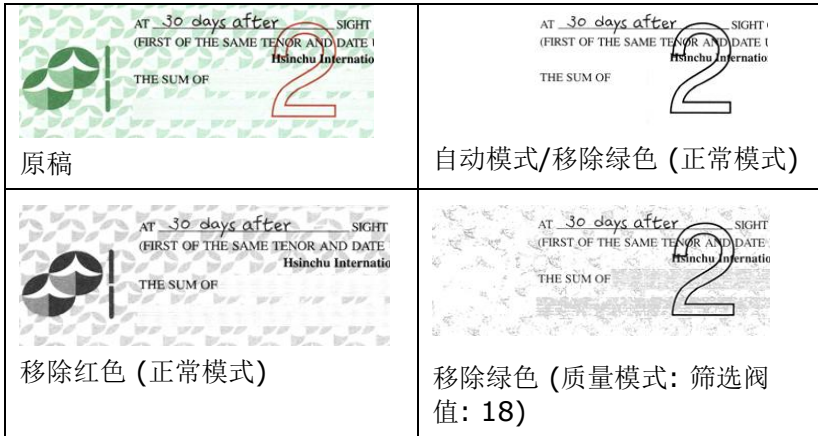 AT 30 days after SIGHT
(FIRST OF THE SAME TENOR AND DATE
Hsinchu Internatio
THE SUM OF
2
原稿
AT 30 days after SIGHT
(FIRST OF THE SAME TENOR AND DATE
Hsinchu Internatio
THE SUM OF
2
自动模式/移除绿色 (正常模式)
AT 30 days after SIGHT
(FIRST OF THE SAME TENOR AND DATE
Hsinchu Internatio
THE SUM OF
移除红色 (正常模式)
AT 30 days after SIGHT
(FIRST OF THE SAME TENOR AND DATE
Hsinchu Internatio
THE SUM OF
2
移除绿色 (质量模式: 筛选阀
值: 18)